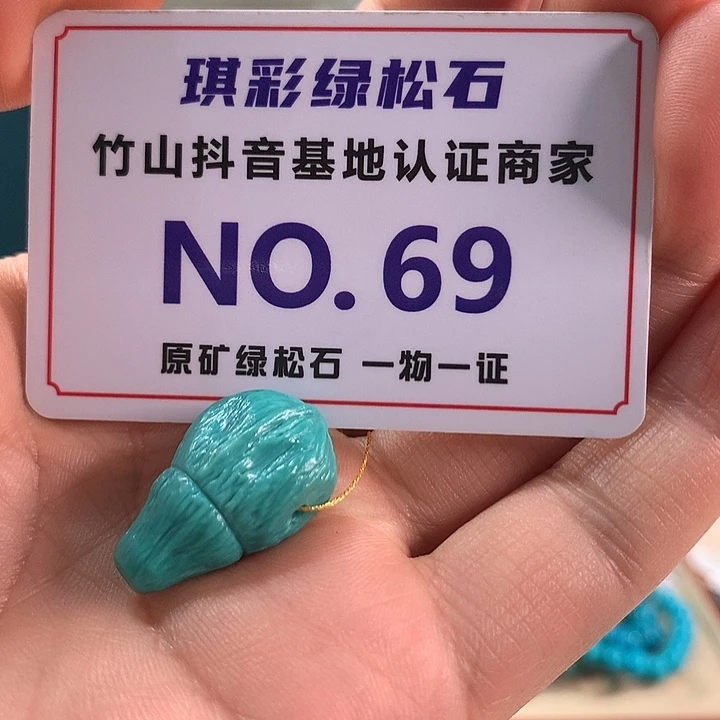 琪彩绿松石
竹山抖音基地认证商家
NO.69
原矿绿松石 一物一证